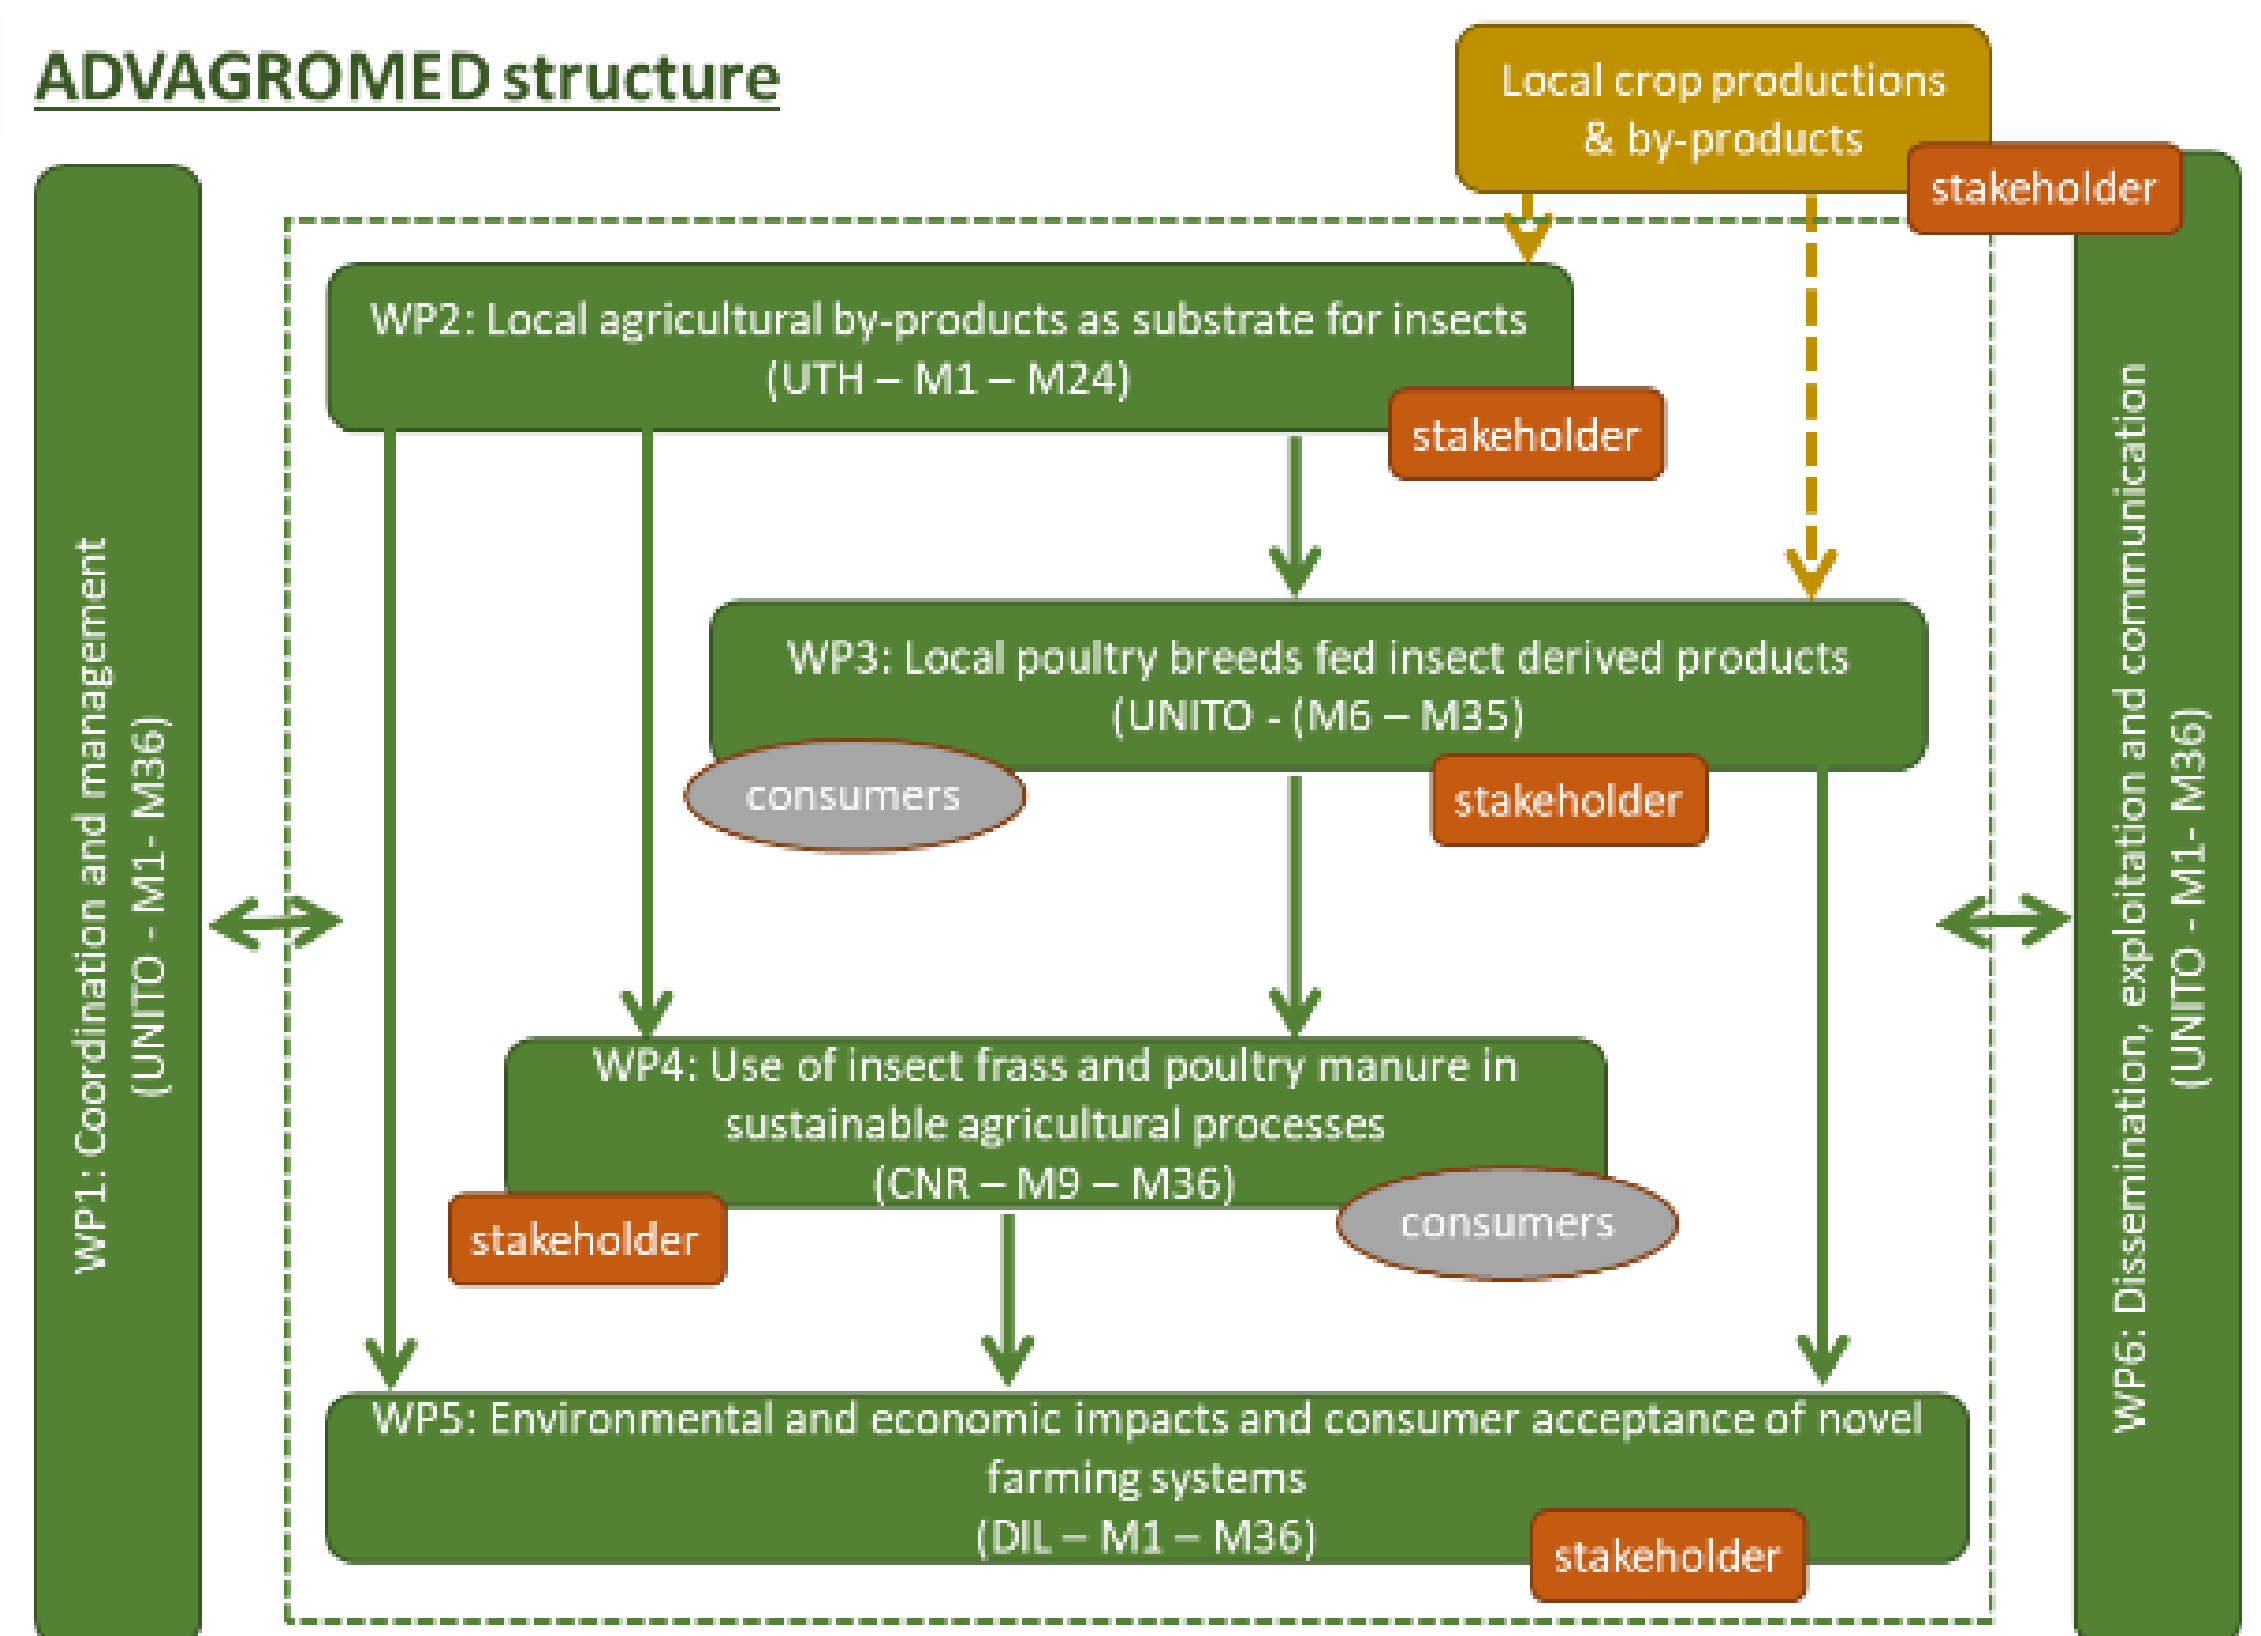 ADVAGROMED structure
Local crop productions
& by-products
stakeholder
WP1: Coordination and management
(UNITO - M1- M36)
WP2: Local agricultural by-products as substrate for insects
(UTH – M1 – M24)
stakeholder
WP3: Local poultry breeds fed insect derived products
(UNITO - (M6 – M35)
consumers
stakeholder
WP4: Use of insect frass and poultry manure in
sustainable agricultural processes
(CNR – M9 – M36)
stakeholder
consumers
WP5: Environmental and economic impacts and consumer acceptance of novel
farming systems
(DIL – M1 – M36)
stakeholder
WP6: Dissemination, exploitation and communication
(UNITO - M1- M36)